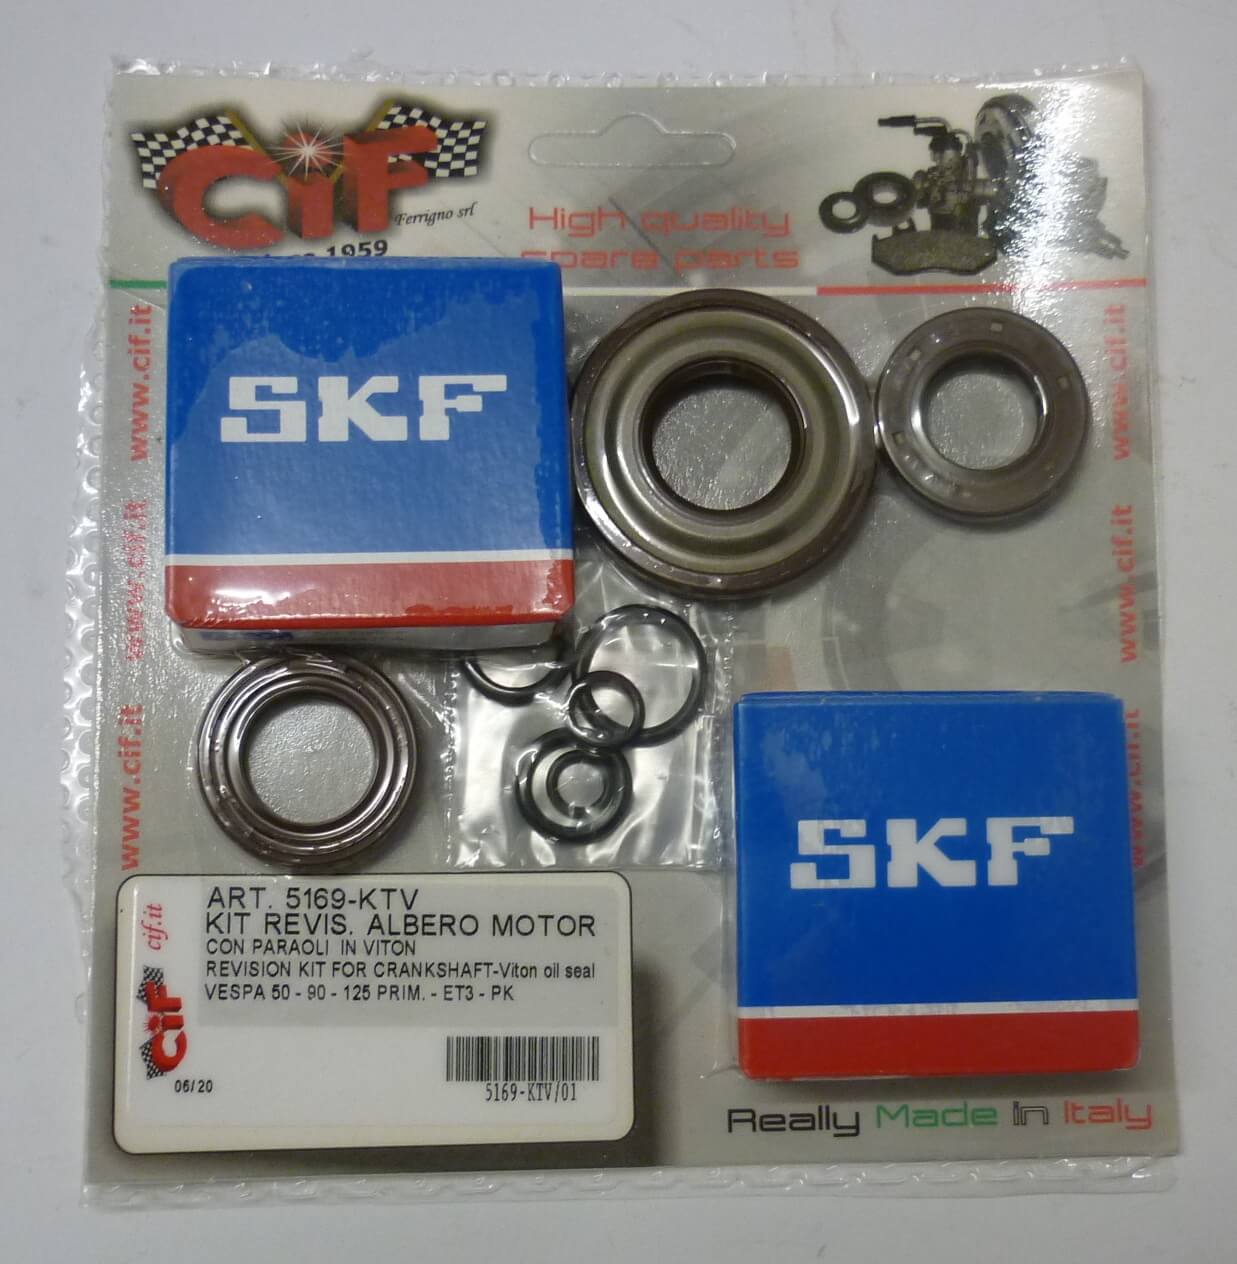 CiF
Ferrigno srl
1959
High quality
spare parts
www.cif.it
www.cif.it
www.cif.it
www.cif.it
www.cif.it
SKF
SKF
ART. 5169-KTV
KIT REVIS. ALBERO MOTOR
CON PARAOLI IN VITON
REVISION KIT FOR CRANKSHAFT-Viton oil seal
VESPA 50 - 90 - 125 PRIM. - ET3 - PK
cif.it
CiF
06/20
5169-KTV/01
Really Made in Italy